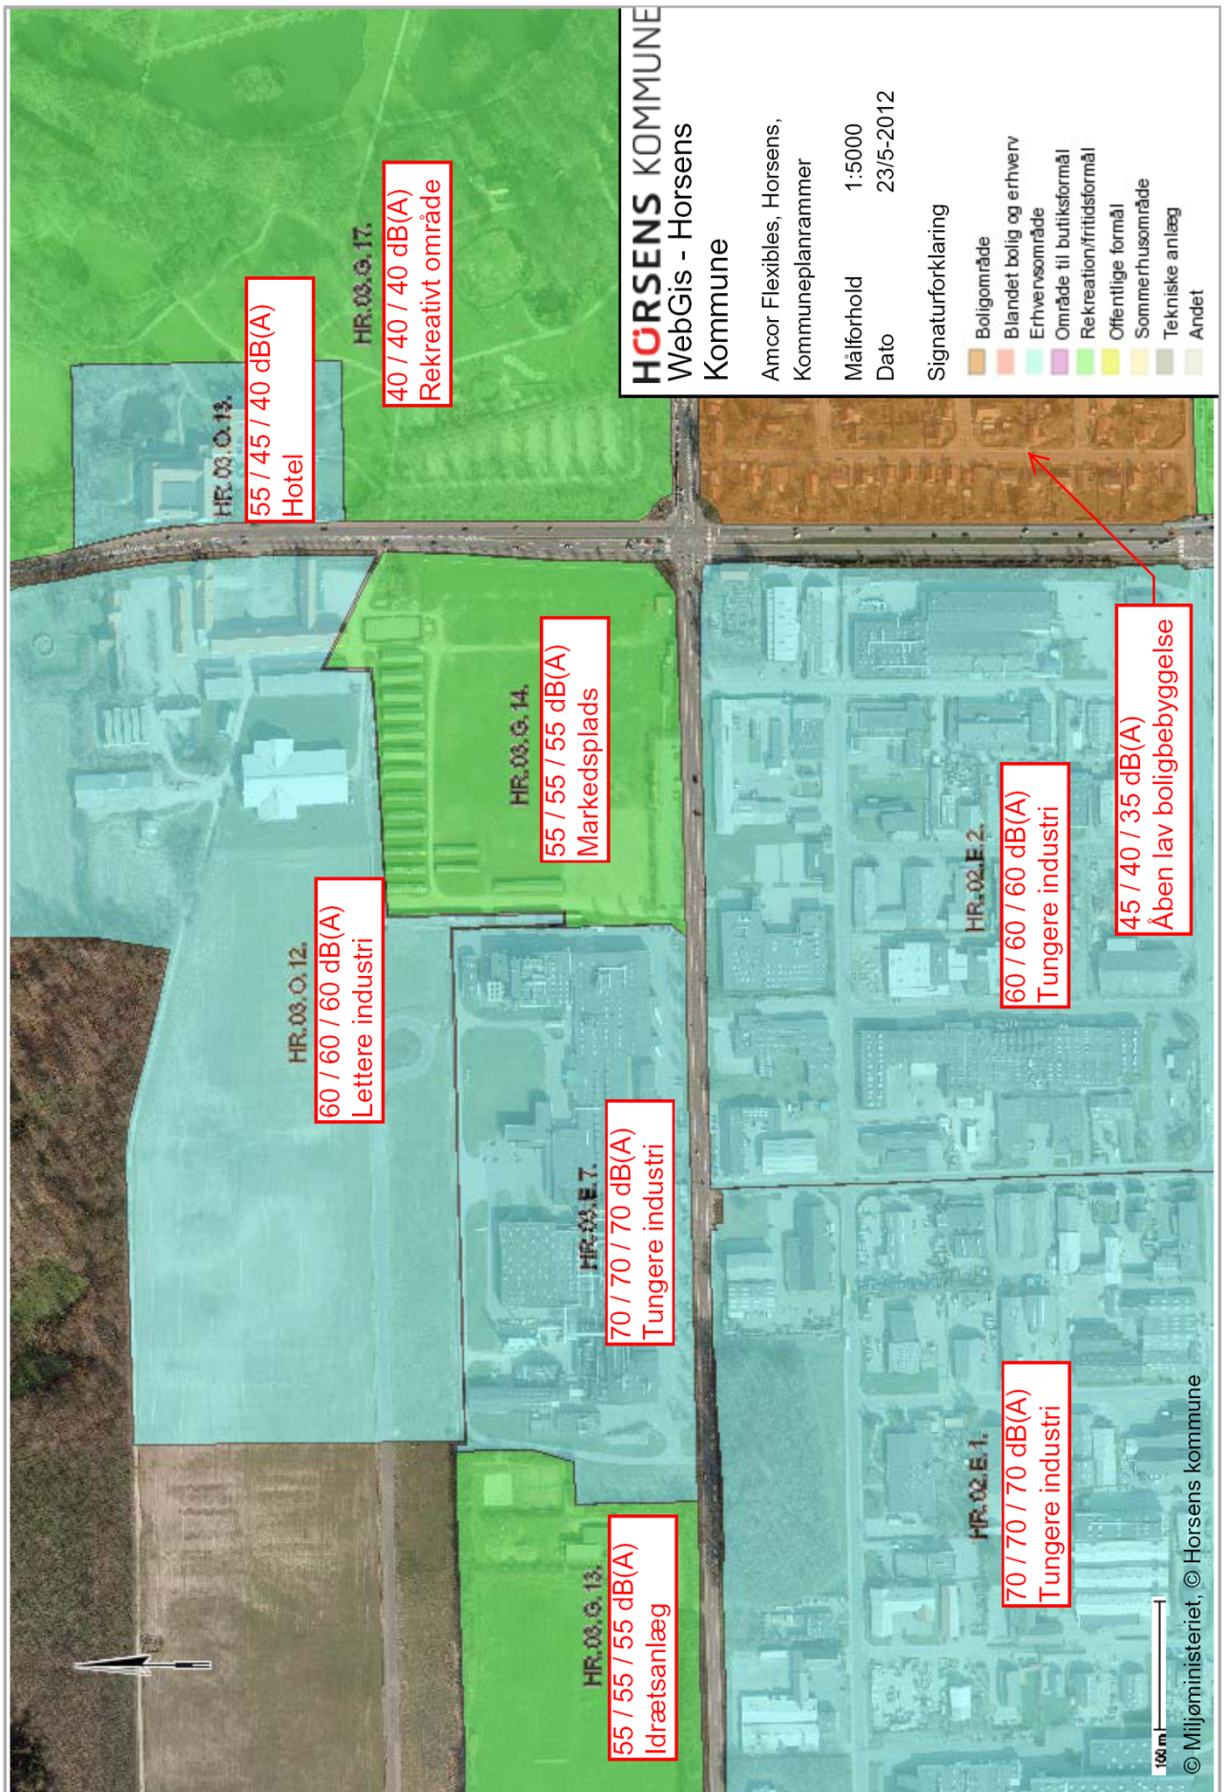 HORSENS KOMMUNE
WebGis - Horsens
Kommune
Amcor Flexibles, Horsens,
Kommuneplanrammer
Målforhold 1:5000
Dato 23/5-2012
Signaturforklaring
Boligområde
Blandet bolig og erhverv
Erhvervsområde
Område til butiksformål
Rekreation/fritidsformål
Offentlige formål
Sommerhusområde
Tekniske anlæg
Andet
HR.03.O.13.
55 / 45 / 40 dB(A)
Hotel
HR.03.G.17.
40 / 40 / 40 dB(A)
Rekreativt område
HR.03.O.12.
60 / 60 / 60 dB(A)
Lettere industri
HR.03.G.14.
55 / 55 / 55 dB(A)
Markedsplads
HR.03.E.7.
70 / 70 / 70 dB(A)
Tungere industri
HR.03.G.13.
55 / 55 / 55 dB(A)
Idrætsanlæg
HR.02.E.2.
60 / 60 / 60 dB(A)
Tungere industri
45 / 40 / 35 dB(A)
Åben lav boligbebyggelse
HR.02.E.1.
70 / 70 / 70 dB(A)
Tungere industri
100 m
© Miljøministeriet, © Horsens kommune